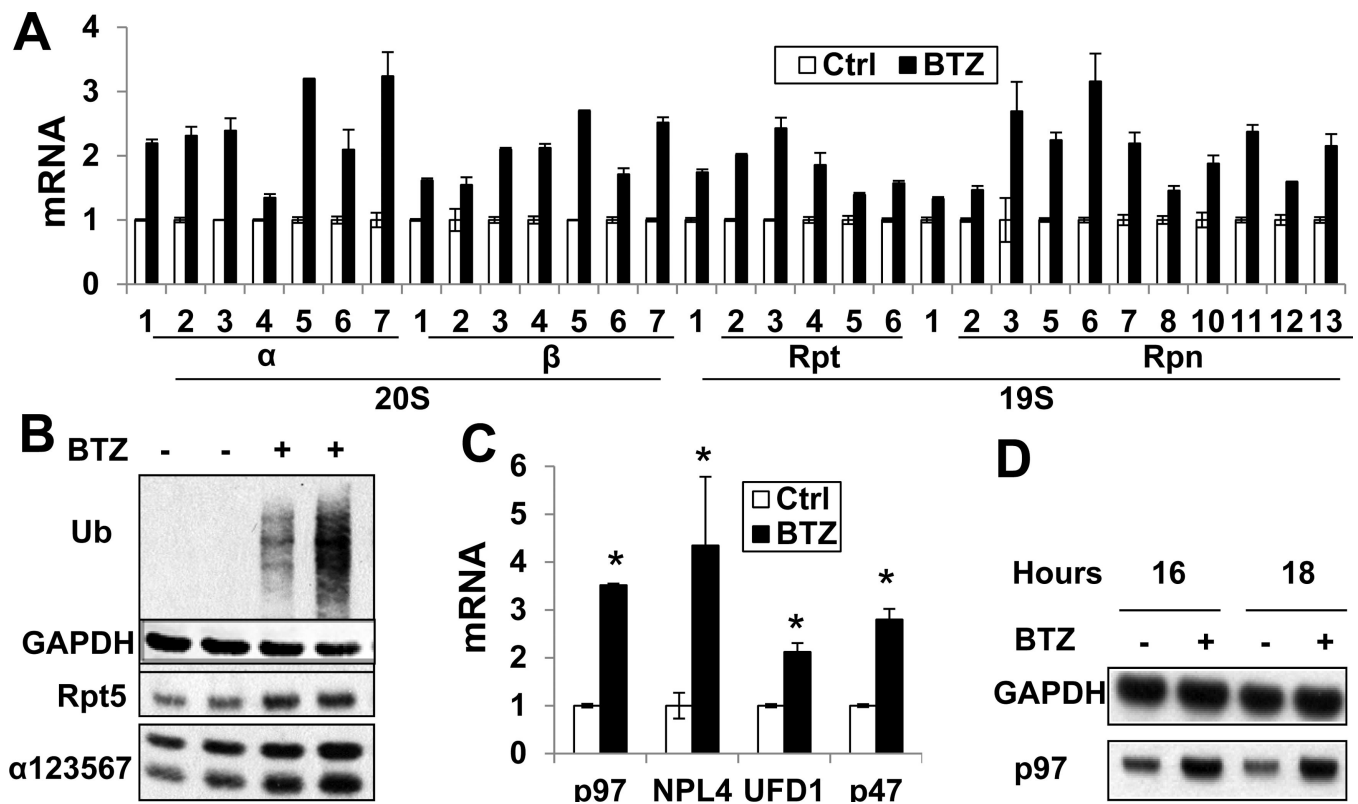 A
4
3
2
1
0
mRNA
Ctrl BTZ
1 2 3 4 5 6 7 1 2 3 4 5 6 7 1 2 3 4 5 6 1 2 3 5 6 7 8 10 11 12 13
α β Rpt Rpn
20S 19S
B
BTZ - - + +
Ub
GAPDH
Rpt5
α123567
C
6
5
4
3
2
1
0
mRNA
Ctrl
BTZ
* * * *
p97 NPL4 UFD1 p47
D
Hours 16 18
BTZ - + - +
GAPDH
p97